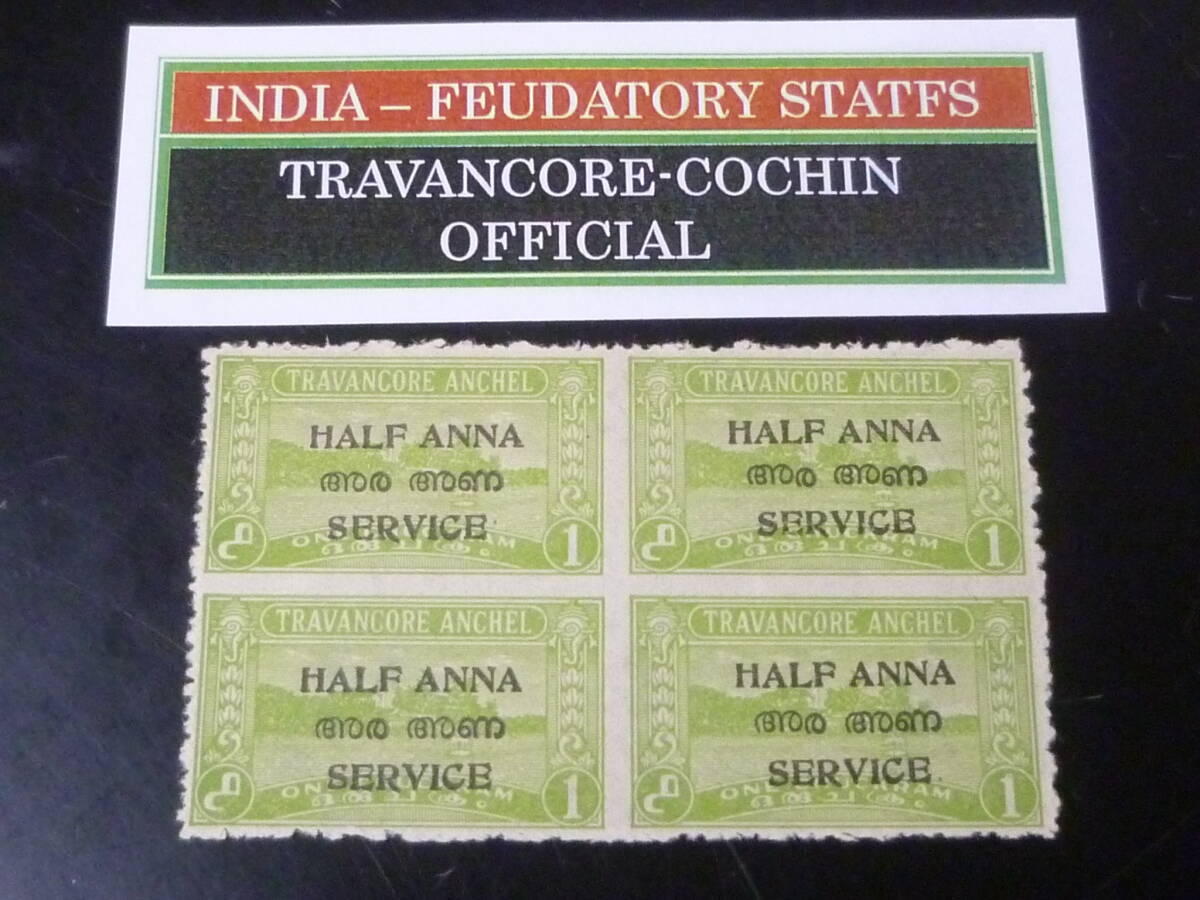 INDIA – FEUDATORY STATFS
TRAVANCORE-COCHIN
OFFICIAL
TRAVANCORE ANCHEL
HALF ANNA
അര അണ
SERVICE
1
TRAVANCORE ANCHEL
HALF ANNA
അര അണ
SERVICE
1
TRAVANCORE ANCHEL
HALF ANNA
അര അണ
SERVICE
1
TRAVANCORE ANCHEL
HALF ANNA
അര അണ
SERVICE
1